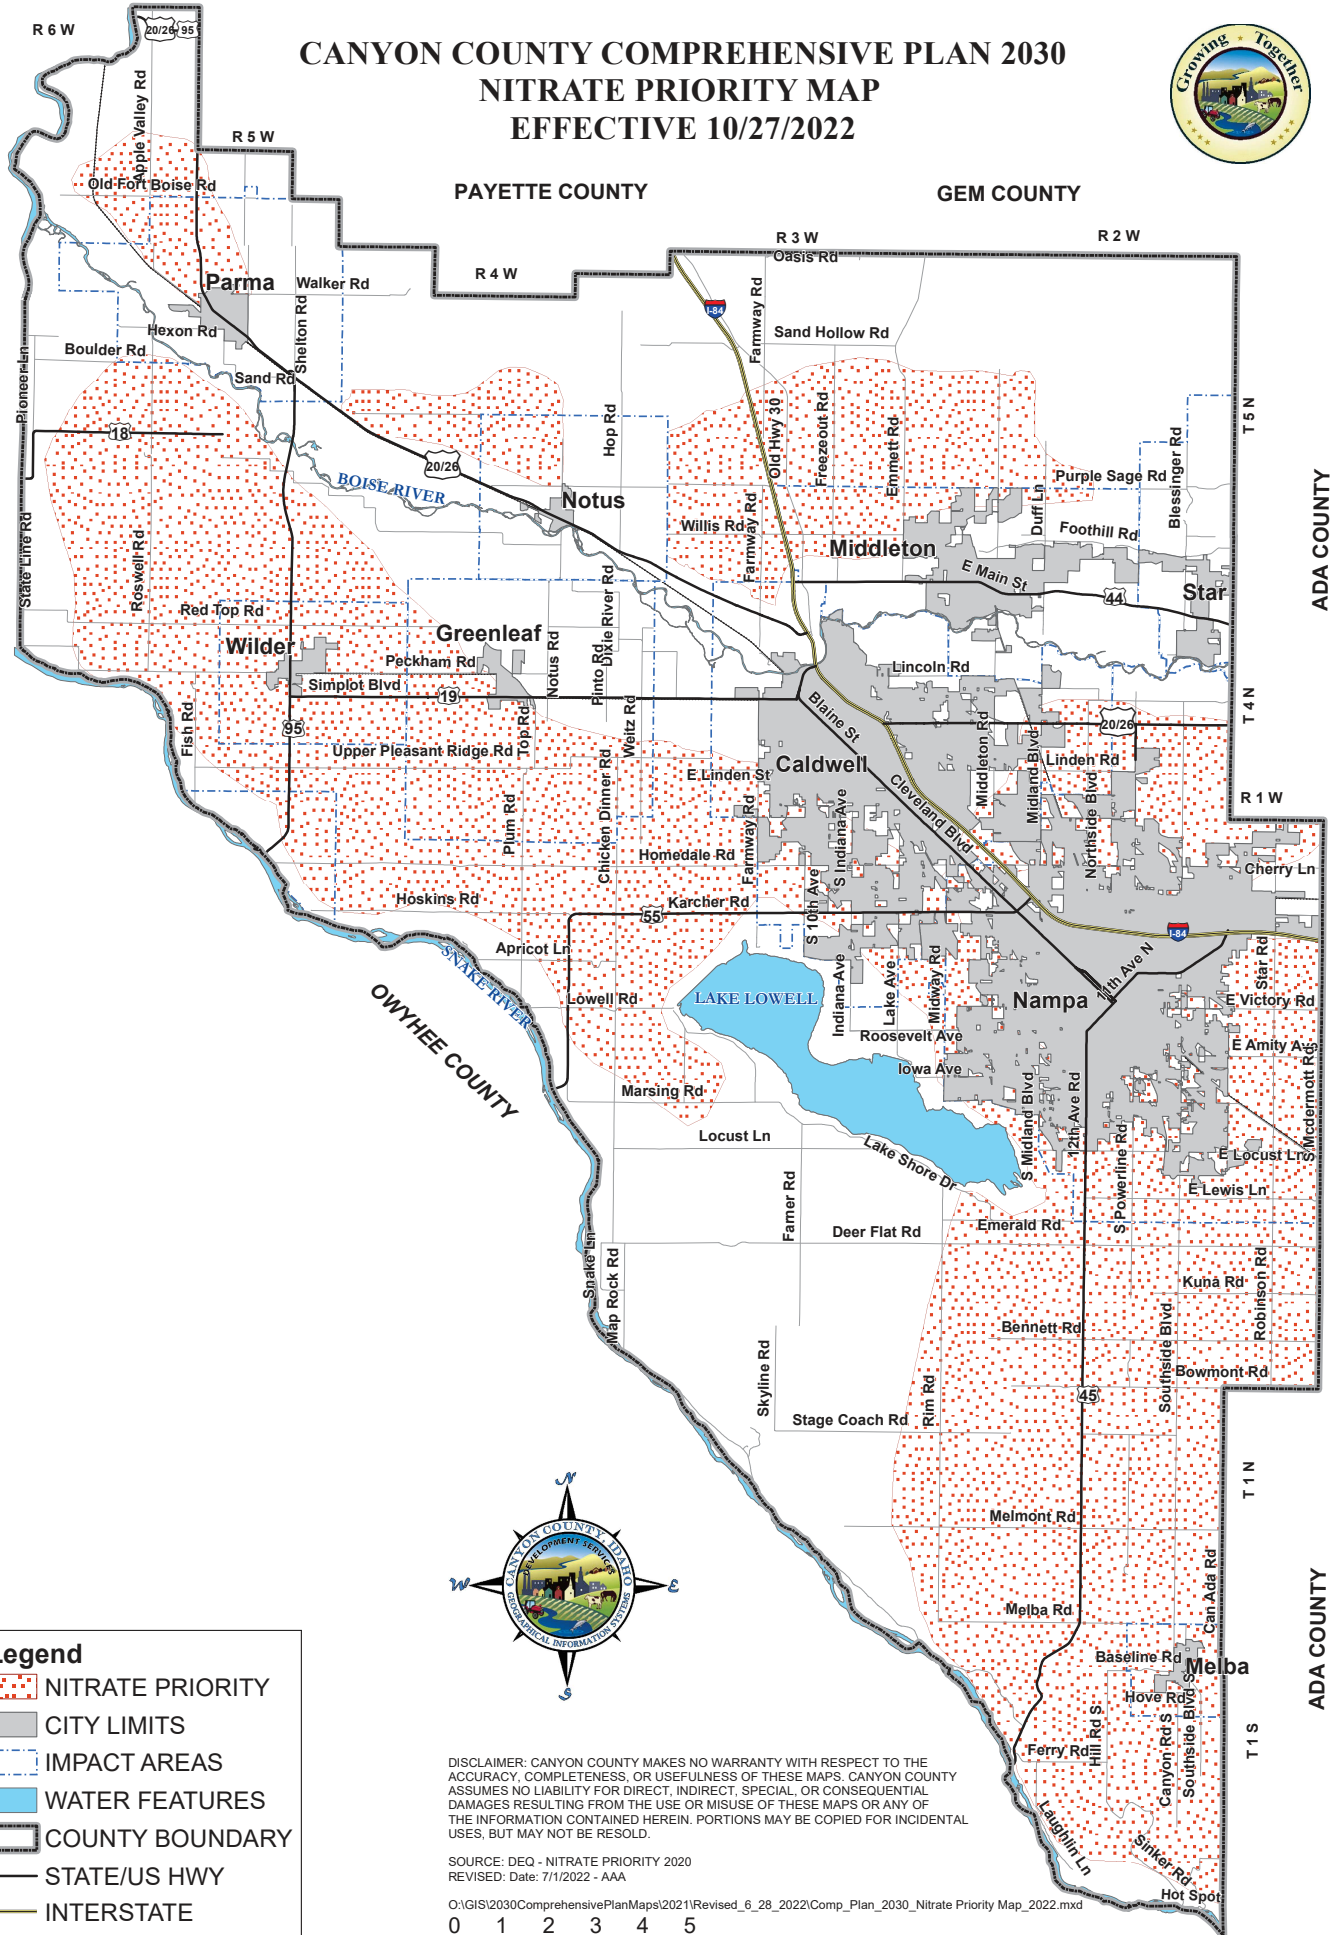 CANYON COUNTY COMPREHENSIVE PLAN 2030
NITRATE PRIORITY MAP
EFFECTIVE 10/27/2022
Growing Together
R 6 W
20/26 95
Apple Valley Rd
R 5 W
Old Fort Boise Rd
PAYETTE COUNTY
GEM COUNTY
R 3 W
R 2 W
Oasis Rd
R 4 W
Parma
Walker Rd
I-84
Farmway Rd
Sand Hollow Rd
Hexon Rd
Shelton Rd
Boulder Rd
Pioneer Ln
Sand Rd
Hop Rd
Old Hwy 30
Freezeout Rd
Emmett Rd
T 5 N
18
20/26
BOISE RIVER
Purple Sage Rd
Blessinger Rd
ADA COUNTY
Notus
Willis Rd
Farmway Rd
Duff Ln
Foothill Rd
Middleton
State Line Rd
Roswell Rd
E Main St
44
Star
Red Top Rd
Wilder
Greenleaf
Peckham Rd
Notus Rd
Dixie River Rd
Pinto Rd
Lincoln Rd
Simplot Blvd
19
Fish Rd
95
Top Rd
Weitz Rd
Blaine St
Middleton Rd
20/26
T 4 N
Upper Pleasant Ridge Rd
Caldwell
Midland Blvd
Linden Rd
E Linden St
Chicken Dinner Rd
Cleveland Blvd
Northside Blvd
R 1 W
Plum Rd
Farmway Rd
S Indiana Ave
Homedale Rd
Cherry Ln
Hoskins Rd
Karcher Rd
S 10th Ave
55
I-84
Apricot Ln
SNAKE RIVER
11th Ave N
Star Rd
Lowell Rd
LAKE LOWELL
Indiana Ave
Lake Ave
Midway Rd
Nampa
E Victory Rd
OWYHEE COUNTY
Roosevelt Ave
E Amity Ave
Iowa Ave
Marsing Rd
S Midland Blvd
12th Ave Rd
S Mcdermott Rd
Locust Ln
Lake Shore Dr
S Powerline Rd
E Locust Ln
E Lewis Ln
Farner Rd
Deer Flat Rd
Emerald Rd
Snake Ln
Map Rock Rd
Kuna Rd
Robinson Rd
Bennett Rd
Southside Blvd
Skyline Rd
Rim Rd
Bowmont Rd
45
Stage Coach Rd
T 1 N
Melmont Rd
N
CANYON COUNTY, IDAHO
DEVELOPMENT SERVICES
GEOGRAPHICAL INFORMATION SYSTEMS
W
E
S
Can Ada Rd
Melba Rd
ADA COUNTY
Baseline Rd
Melba
Hove Rd
Ferry Rd
Hill Rd S
Canyon Rd S
Southside Blvd S
T 1 S
Laughlin Ln
Sinker Rd
Hot Spot
egend
NITRATE PRIORITY
CITY LIMITS
IMPACT AREAS
WATER FEATURES
COUNTY BOUNDARY
STATE/US HWY
INTERSTATE
DISCLAIMER: CANYON COUNTY MAKES NO WARRANTY WITH RESPECT TO THE
ACCURACY, COMPLETENESS, OR USEFULNESS OF THESE MAPS. CANYON COUNTY
ASSUMES NO LIABILITY FOR DIRECT, INDIRECT, SPECIAL, OR CONSEQUENTIAL
DAMAGES RESULTING FROM THE USE OR MISUSE OF THESE MAPS OR ANY OF
THE INFORMATION CONTAINED HEREIN. PORTIONS MAY BE COPIED FOR INCIDENTAL
USES, BUT MAY NOT BE RESOLD.
SOURCE: DEQ - NITRATE PRIORITY 2020
REVISED: Date: 7/1/2022 - AAA
O:\GIS\2030ComprehensivePlanMaps\2021\Revised_6_28_2022\Comp_Plan_2030_Nitrate Priority Map_2022.mxd
0 1 2 3 4 5